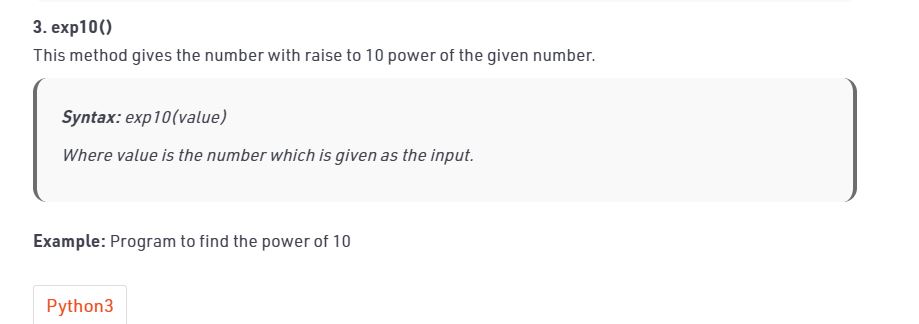 3. exp10()
This method gives the number with raise to 10 power of the given number.
Syntax: exp10(value)
Where value is the number which is given as the input.
Example: Program to find the power of 10
Python3